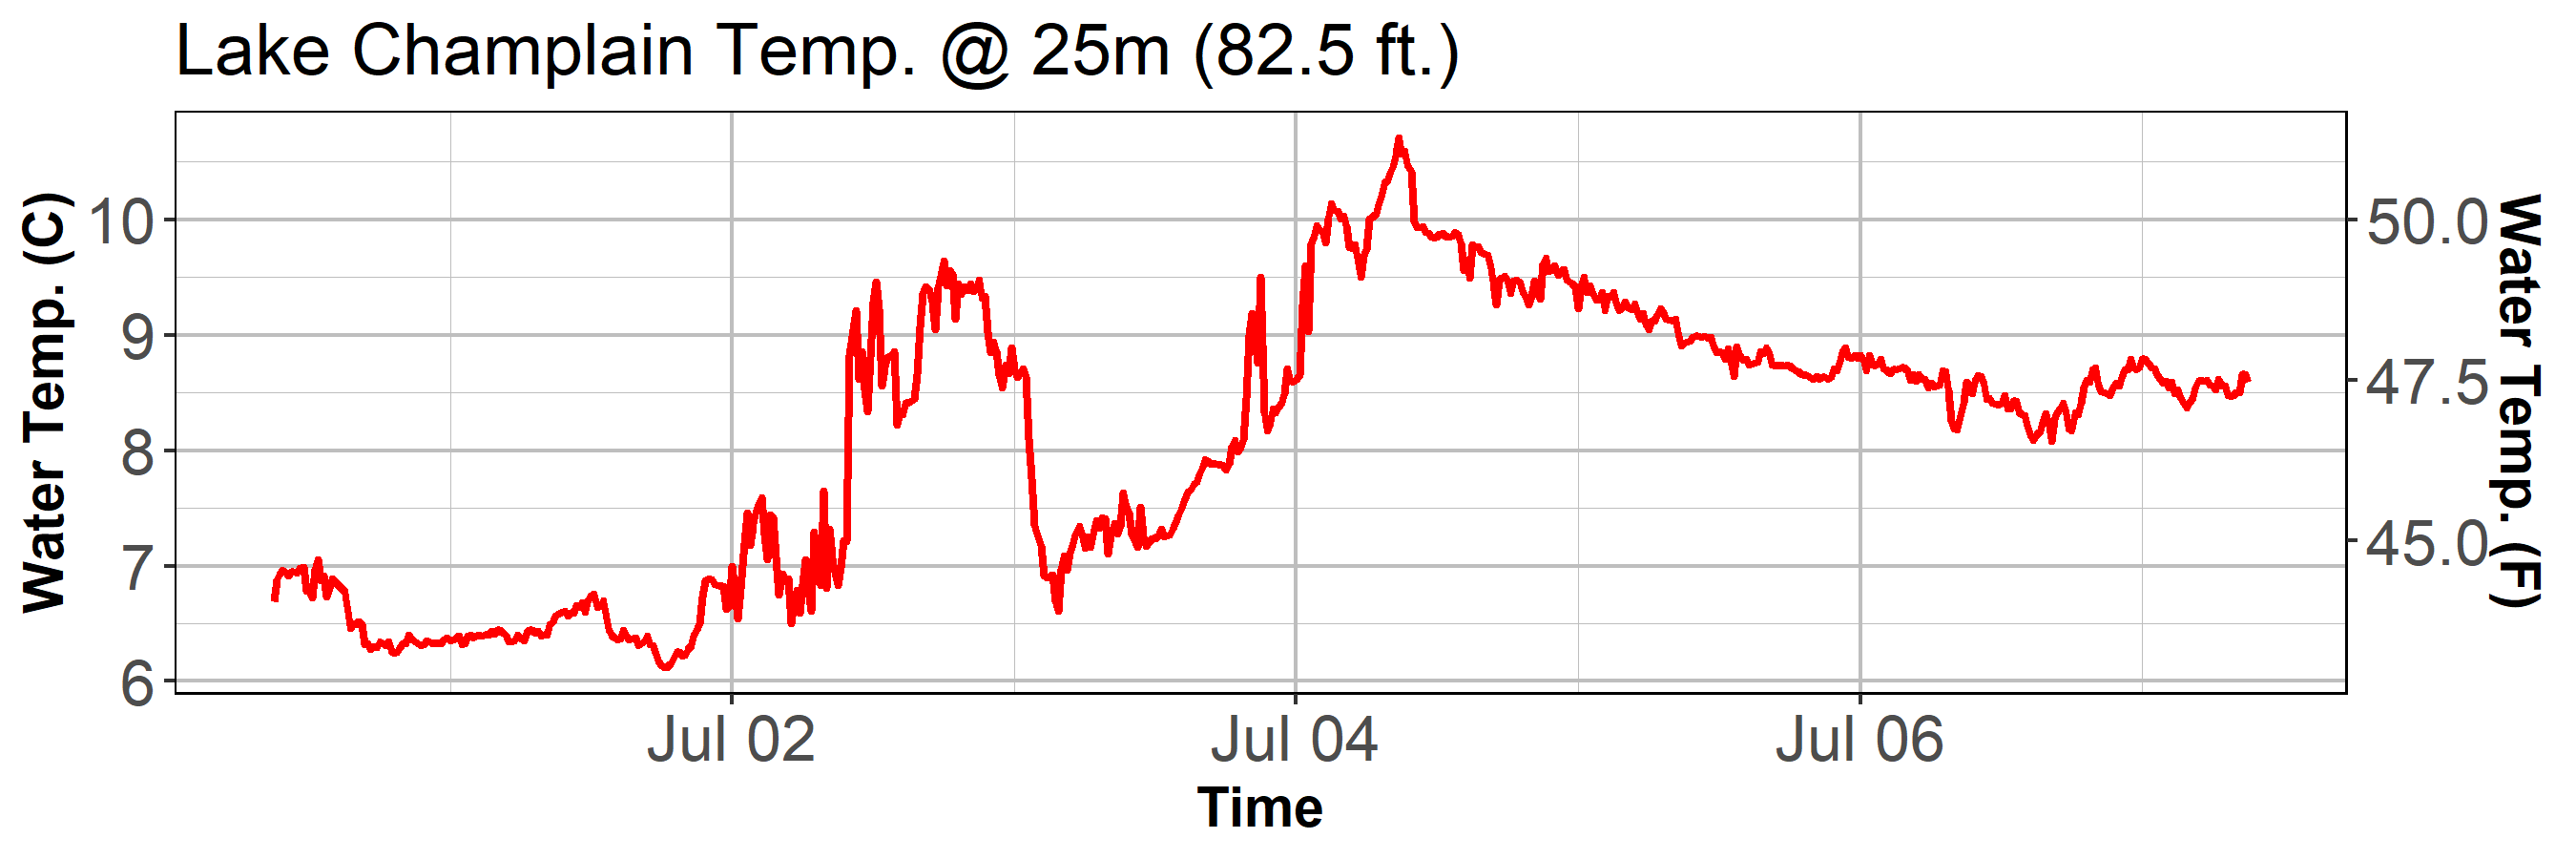 Lake Champlain Temp. @ 25m (82.5 ft.)
Water Temp. (C)
10
9
8
7
6
50.0
47.5
45.0
Water Temp. (F)
Jul 02
Jul 04
Jul 06
Time